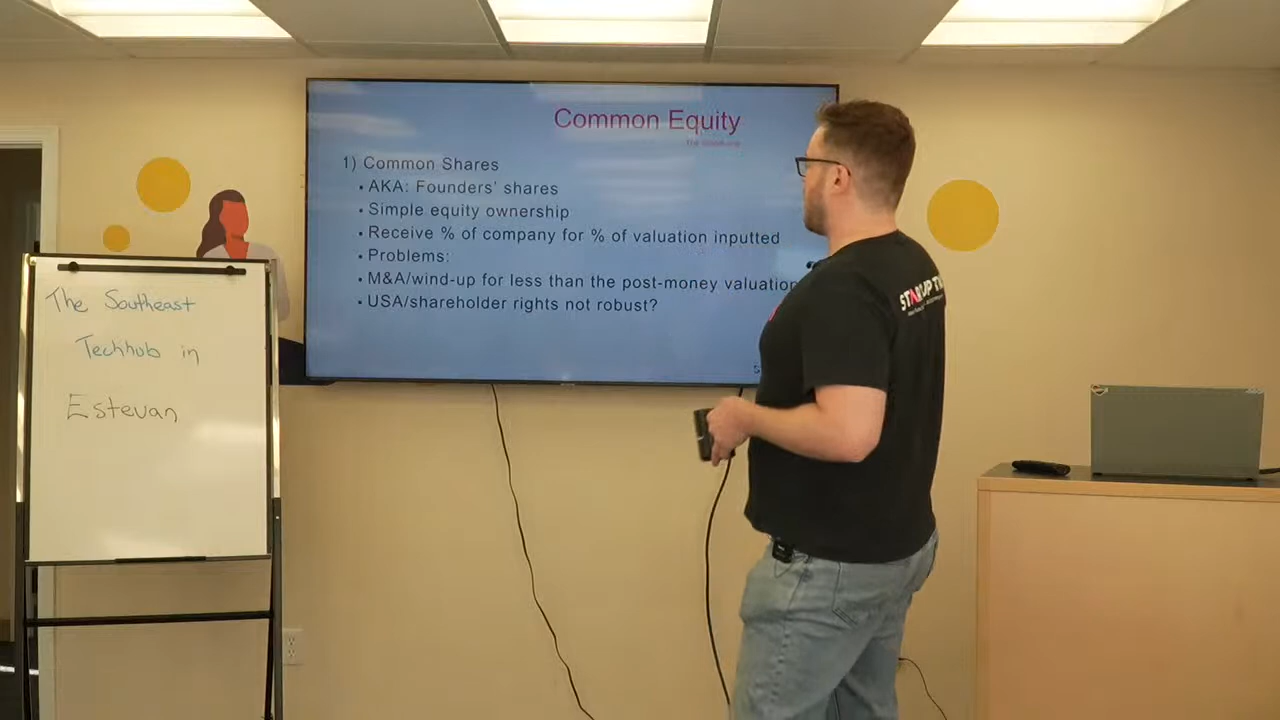 Common Equity
1) Common Shares
• AKA: Founders' shares
• Simple equity ownership
• Receive % of company for % of valuation inputted
• Problems:
• M&A/wind-up for less than the post-money valuation
• USA/shareholder rights not robust?
The Southeast
Techhub in
Estevan